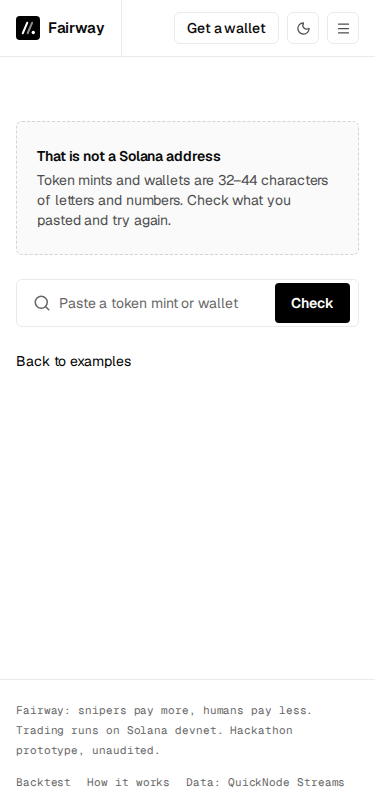 Fairway
Get a wallet
That is not a Solana address
Token mints and wallets are 32–44 characters
of letters and numbers. Check what you
pasted and try again.
Paste a token mint or wallet
Check
Back to examples
Fairway: snipers pay more, humans pay less.
Trading runs on Solana devnet. Hackathon
prototype, unaudited.
Backtest How it works Data: QuickNode Streams